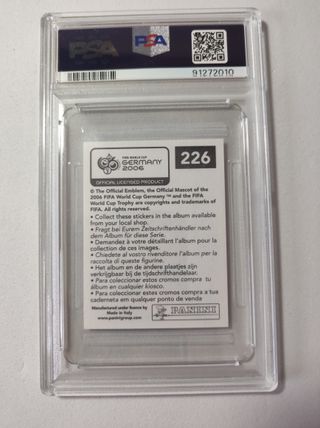 PSA
PSA
91272010
FIFA WORLD CUP
GERMANY
2006
226
OFFICIAL LICENSED PRODUCT
© The Official Emblem, the Official Mascot of the
2006 FIFA World Cup Germany ™ and the FIFA
World Cup Trophy are copyrights and trademarks of
FIFA. All rights reserved.
• Collect these stickers in the album available
from your local shop.
• Fragt bei Eurem Zeitschriftenhändler nach
dem Album für diese Serie.
• Demandez à votre détaillant l'album pour la
collection de ces images.
• Chiedete al vostro rivenditore l'album per la
raccolta di queste figurine.
• Het album en de andere plaatjes zijn
verkrijgbaar bij de tijdschrifthandelaar.
• Para coleccionar estos cromos compra tu
álbum en cualquier kiosco.
• Para coleccionar estes cromos compra a tua
caderneta em qualquer ponto de venda
Manufactured under licence by
Made in Italy
www.paninigroup.com
PANINI